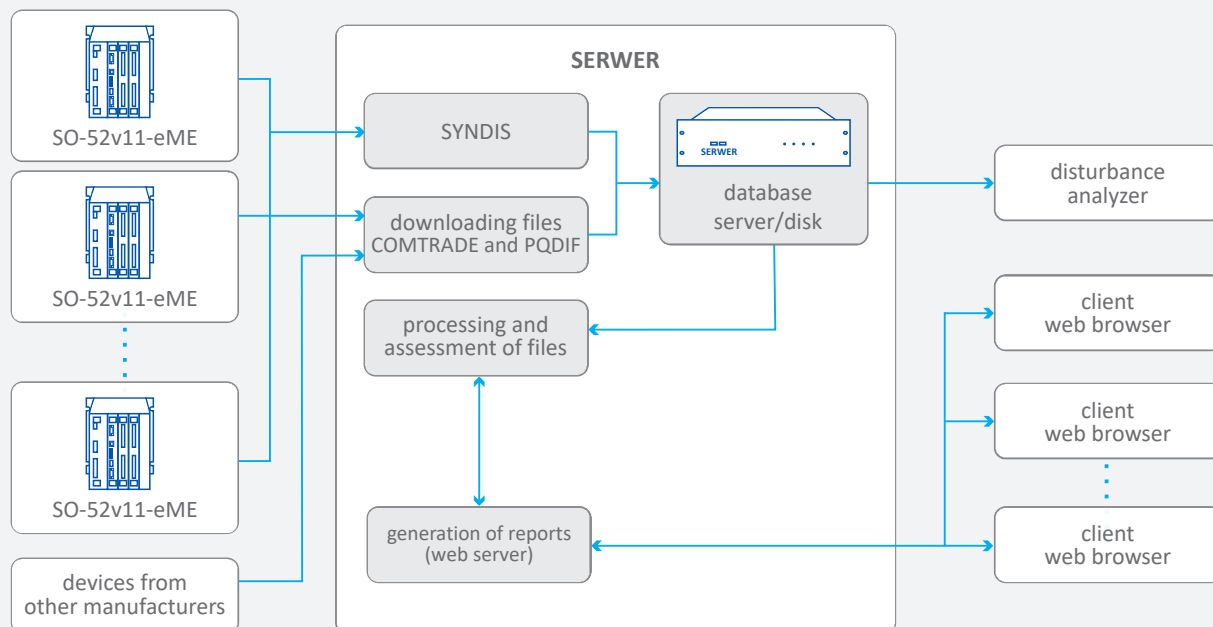 SO-52v11-eME
SO-52v11-eME
SO-52v11-eME
devices from
other manufacturers
SERWER
SYNDIS
downloading files
COMTRADE and PQDIF
processing and
assessment of files
generation of reports
(web server)
SERWER
database
server/disk
disturbance
analyzer
client
web browser
client
web browser
client
web browser